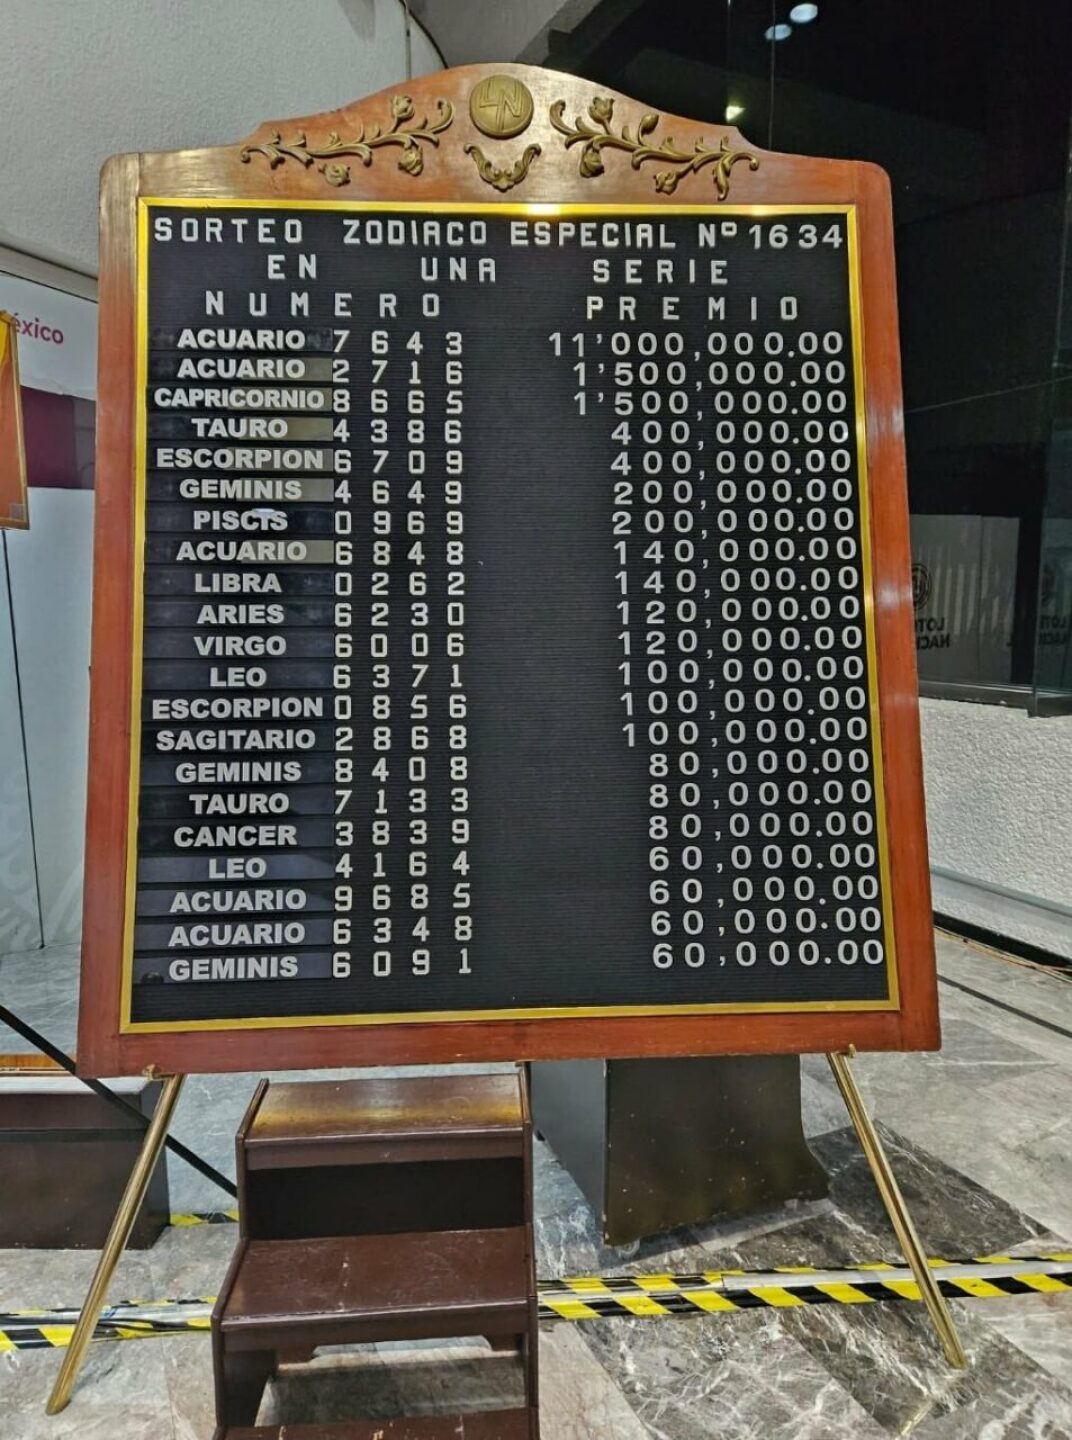 LN
SORTEO ZODIACO ESPECIAL Nº 1634
EN UNA SERIE
NUMERO PREMIO
ACUARIO 7643 11'000,000.00
ACUARIO 2716 1'500,000.00
CAPRICORNIO 8665 1'500,000.00
TAURO 4386 400,000.00
ESCORPION 6709 400,000.00
GEMINIS 4649 200,000.00
PISCIS 0969 200,000.00
ACUARIO 6848 140,000.00
LIBRA 0262 140,000.00
ARIES 6230 120,000.00
VIRGO 6006 120,000.00
LEO 6371 100,000.00
ESCORPION 0856 100,000.00
SAGITARIO 2868 100,000.00
GEMINIS 8408 80,000.00
TAURO 7133 80,000.00
CANCER 3839 80,000.00
LEO 4164 60,000.00
ACUARIO 9685 60,000.00
ACUARIO 6348 60,000.00
GEMINIS 6091 60,000.00
éxico